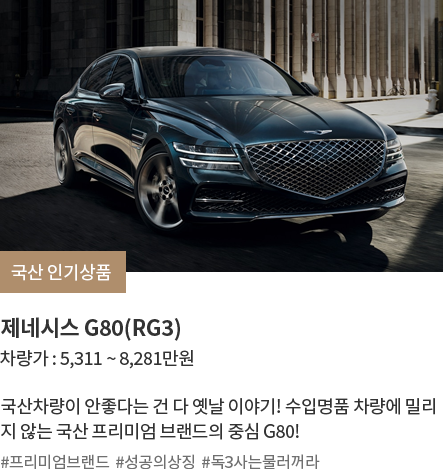 국산 인기상품
제네시스 G80(RG3)
차량가 : 5,311 ~ 8,281만원
국산차량이 안좋다는 건 다 옛날 이야기! 수입명품 차량에 밀리
지 않는 국산 프리미엄 브랜드의 중심 G80!
#프리미엄브랜드 #성공의상징 #독3사는물러꺼라